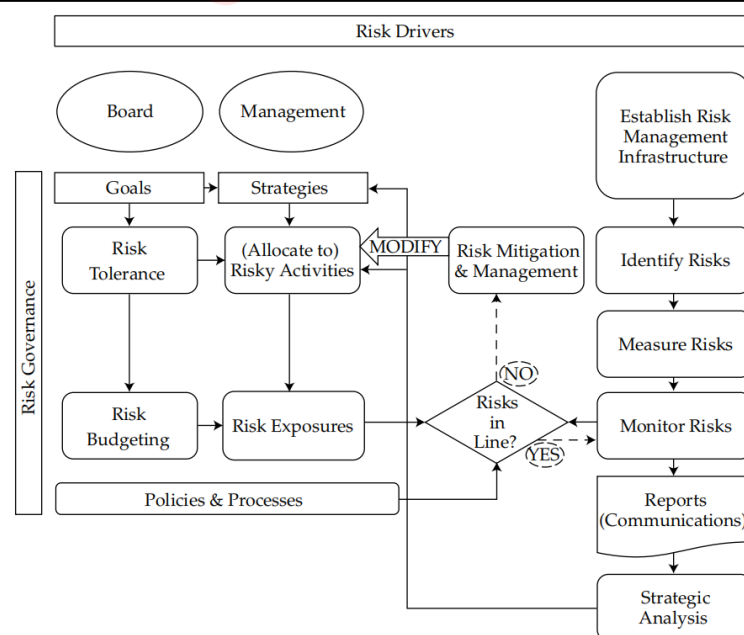 Risk Drivers
Board
Management
Establish Risk
Management
Infrastructure
Goals
Strategies
Risk
Tolerance
(Allocate to)
Risky Activities
MODIFY
Risk Mitigation
& Management
Identify Risks
Measure Risks
Risk Governance
NO
Risk
Budgeting
Risk Exposures
Risks
in
Line?
YES
Monitor Risks
Policies & Processes
Reports
(Communications)
Strategic
Analysis